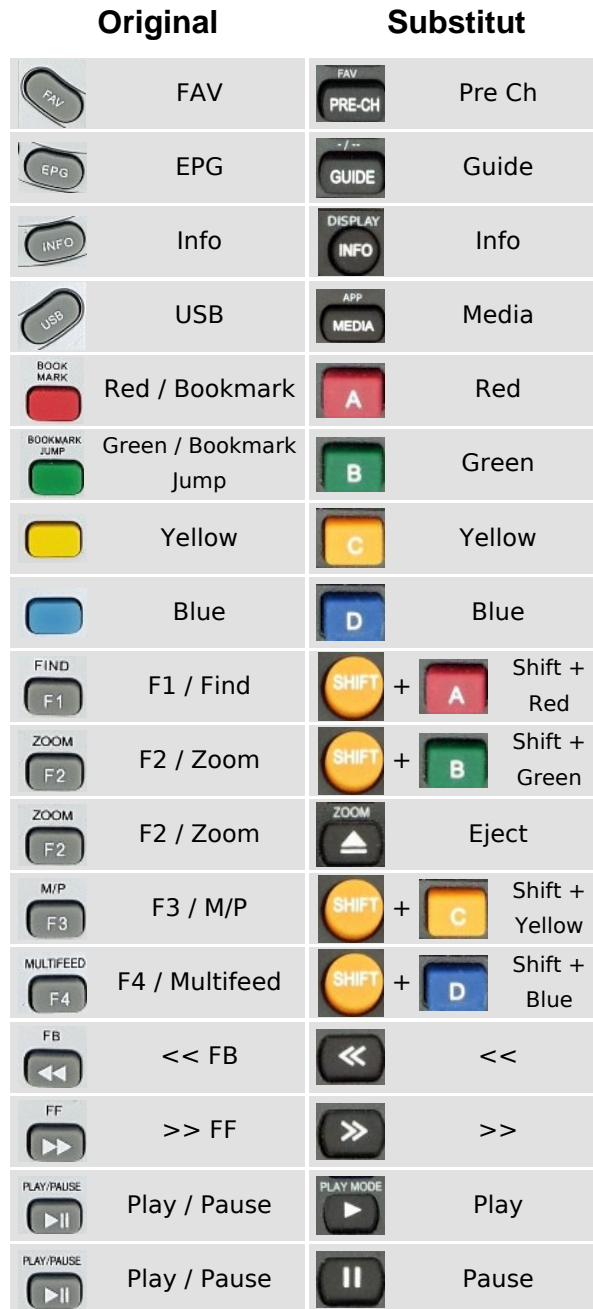 Original Substitut
FAV FAV FAV PRE-CH Pre Ch
EPG EPG -/-- GUIDE Guide
INFO Info DISPLAY INFO Info
USB USB APP MEDIA Media
BOOK
MARK
Red / Bookmark A Red
BOOKMARK
JUMP
Green / Bookmark
Jump
B Green
Yellow C Yellow
Blue D Blue
FIND
F1
F1 / Find SHIFT + A
Shift +
Red
ZOOM
F2
F2 / Zoom SHIFT + B
Shift +
Green
ZOOM
F2
F2 / Zoom ZOOM Eject
M/P
F3
F3 / M/P SHIFT + C
Shift +
Yellow
MULTIFEED
F4
F4 / Multifeed SHIFT + D
Shift +
Blue
FB << FB <<
FF >> FF >>
PLAY/PAUSE Play / Pause PLAY MODE Play
PLAY/PAUSE Play / Pause Pause